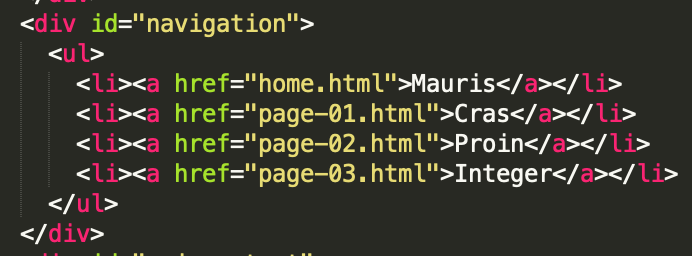 <div id="navigation">
<ul>
<li><a href="home.html">Mauris</a></li>
<li><a href="page-01.html">Cras</a></li>
<li><a href="page-02.html">Proin</a></li>
<li><a href="page-03.html">Integer</a></li>
</ul>
</div>